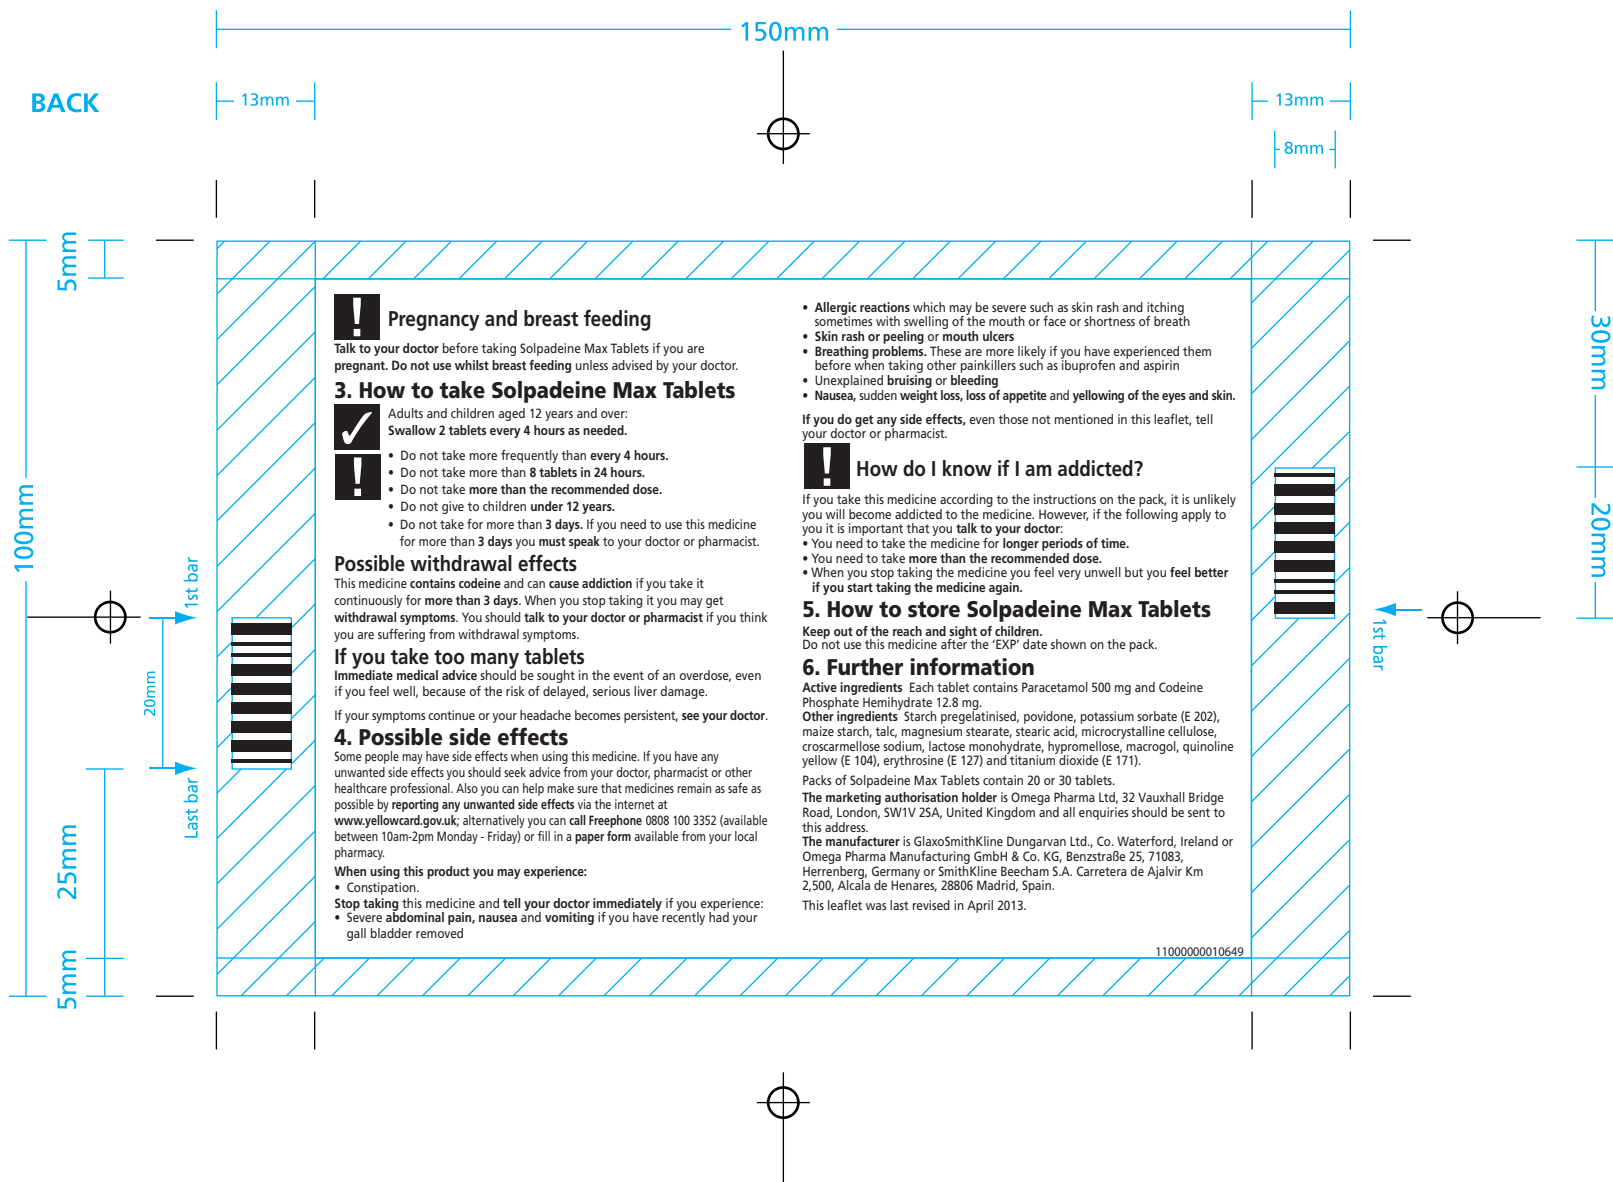 150mm
BACK
13mm
13mm
8mm
5mm
100mm
1st bar
20mm
Last bar
25mm
5mm
! Pregnancy and breast feeding
Talk to your doctor before taking Solpadeine Max Tablets if you are
pregnant. Do not use whilst breast feeding unless advised by your doctor.
3. How to take Solpadeine Max Tablets
✓ Adults and children aged 12 years and over:
Swallow 2 tablets every 4 hours as needed.
! • Do not take more frequently than every 4 hours.
• Do not take more than 8 tablets in 24 hours.
• Do not take more than the recommended dose.
• Do not give to children under 12 years.
• Do not take for more than 3 days. If you need to use this medicine
for more than 3 days you must speak to your doctor or pharmacist.
Possible withdrawal effects
This medicine contains codeine and can cause addiction if you take it
continuously for more than 3 days. When you stop taking it you may get
withdrawal symptoms. You should talk to your doctor or pharmacist if you think
you are suffering from withdrawal symptoms.
If you take too many tablets
Immediate medical advice should be sought in the event of an overdose, even
if you feel well, because of the risk of delayed, serious liver damage.
If your symptoms continue or your headache becomes persistent, see your doctor.
4. Possible side effects
Some people may have side effects when using this medicine. If you have any
unwanted side effects you should seek advice from your doctor, pharmacist or other
healthcare professional. Also you can help make sure that medicines remain as safe as
possible by reporting any unwanted side effects via the internet at
www.yellowcard.gov.uk; alternatively you can call Freephone 0808 100 3352 (available
between 10am-2pm Monday - Friday) or fill in a paper form available from your local
pharmacy.
When using this product you may experience:
• Constipation.
Stop taking this medicine and tell your doctor immediately if you experience:
• Severe abdominal pain, nausea and vomiting if you have recently had your
gall bladder removed
• Allergic reactions which may be severe such as skin rash and itching
sometimes with swelling of the mouth or face or shortness of breath
• Skin rash or peeling or mouth ulcers
• Breathing problems. These are more likely if you have experienced them
before when taking other painkillers such as ibuprofen and aspirin
• Unexplained bruising or bleeding
• Nausea, sudden weight loss, loss of appetite and yellowing of the eyes and skin.
If you do get any side effects, even those not mentioned in this leaflet, tell
your doctor or pharmacist.
! How do I know if I am addicted?
If you take this medicine according to the instructions on the pack, it is unlikely
you will become addicted to the medicine. However, if the following apply to
you it is important that you talk to your doctor:
• You need to take the medicine for longer periods of time.
• You need to take more than the recommended dose.
• When you stop taking the medicine you feel very unwell but you feel better
if you start taking the medicine again.
5. How to store Solpadeine Max Tablets
Keep out of the reach and sight of children.
Do not use this medicine after the ‘EXP’ date shown on the pack.
6. Further information
Active ingredients Each tablet contains Paracetamol 500 mg and Codeine
Phosphate Hemihydrate 12.8 mg.
Other ingredients Starch pregelatinised, povidone, potassium sorbate (E 202),
maize starch, talc, magnesium stearate, stearic acid, microcrystalline cellulose,
croscarmellose sodium, lactose monohydrate, hypromellose, macrogol, quinoline
yellow (E 104), erythrosine (E 127) and titanium dioxide (E 171).
Packs of Solpadeine Max Tablets contain 20 or 30 tablets.
The marketing authorisation holder is Omega Pharma Ltd, 32 Vauxhall Bridge
Road, London, SW1V 2SA, United Kingdom and all enquiries should be sent to
this address.
The manufacturer is GlaxoSmithKline Dungarvan Ltd., Co. Waterford, Ireland or
Omega Pharma Manufacturing GmbH & Co. KG, Benzstraße 25, 71083,
Herrenberg, Germany or SmithKline Beecham S.A. Carretera de Ajalvir Km
2,500, Alcala de Henares, 28806 Madrid, Spain.
This leaflet was last revised in April 2013.
11000000010649
30mm
20mm
1st bar